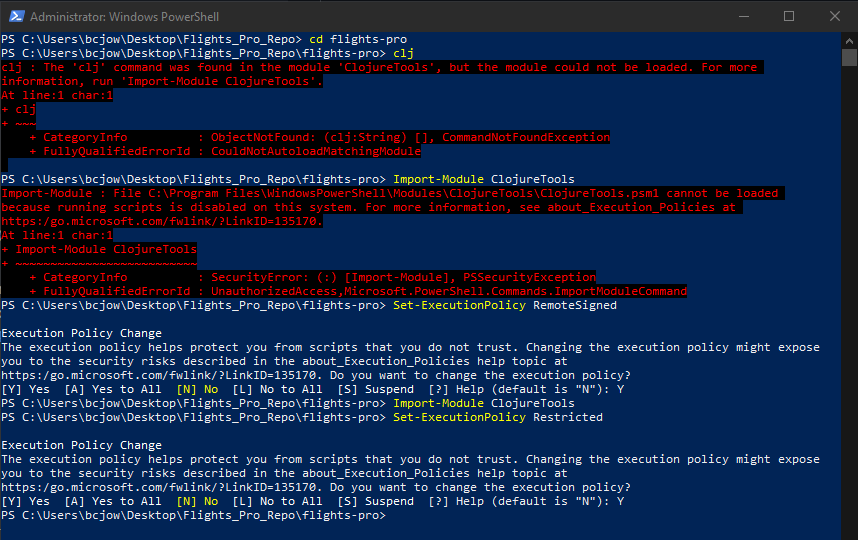 Administrator: Windows PowerShell
PS C:\Users\bcjow\Desktop\Flights_Pro_Repo> cd flights-pro
PS C:\Users\bcjow\Desktop\Flights_Pro_Repo\flights-pro> clj
clj : The 'clj' command was found in the module 'ClojureTools', but the module could not be loaded. For more
information, run 'Import-Module ClojureTools'.
At line:1 char:1
+ clj
+ ~~~
    + CategoryInfo          : ObjectNotFound: (clj:String) [], CommandNotFoundException
    + FullyQualifiedErrorId : CouldNotAutoloadMatchingModule
PS C:\Users\bcjow\Desktop\Flights_Pro_Repo\flights-pro> Import-Module ClojureTools
Import-Module : File C:\Program Files\WindowsPowerShell\Modules\ClojureTools\ClojureTools.psm1 cannot be loaded
because running scripts is disabled on this system. For more information, see about_Execution_Policies at
https:/go.microsoft.com/fwlink/?LinkID=135170.
At line:1 char:1
+ Import-Module ClojureTools
+ ~~~~~~~~~~~~~~~~~~~~~~~~~~
    + CategoryInfo          : SecurityError: (:) [Import-Module], PSSecurityException
    + FullyQualifiedErrorId : UnauthorizedAccess,Microsoft.PowerShell.Commands.ImportModuleCommand
PS C:\Users\bcjow\Desktop\Flights_Pro_Repo\flights-pro> Set-ExecutionPolicy RemoteSigned
Execution Policy Change
The execution policy helps protect you from scripts that you do not trust. Changing the execution policy might expose
you to the security risks described in the about_Execution_Policies help topic at
https:/go.microsoft.com/fwlink/?LinkID=135170. Do you want to change the execution policy?
[Y] Yes  [A] Yes to All  [N] No  [L] No to All  [S] Suspend  [?] Help (default is "N"): Y
PS C:\Users\bcjow\Desktop\Flights_Pro_Repo\flights-pro> Import-Module ClojureTools
PS C:\Users\bcjow\Desktop\Flights_Pro_Repo\flights-pro> Set-ExecutionPolicy Restricted
Execution Policy Change
The execution policy helps protect you from scripts that you do not trust. Changing the execution policy might expose
you to the security risks described in the about_Execution_Policies help topic at
https:/go.microsoft.com/fwlink/?LinkID=135170. Do you want to change the execution policy?
[Y] Yes  [A] Yes to All  [N] No  [L] No to All  [S] Suspend  [?] Help (default is "N"): Y
PS C:\Users\bcjow\Desktop\Flights_Pro_Repo\flights-pro>